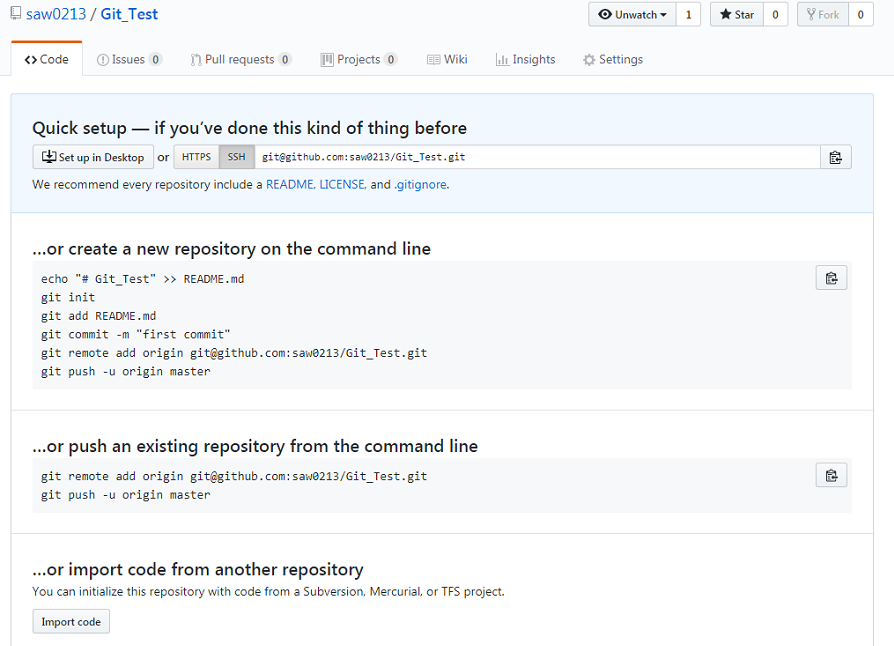 saw0213 / Git_Test
Unwatch 1 Star 0 Fork 0
Code Issues 0 Pull requests 0 Projects 0 Wiki Insights Settings
Quick setup — if you've done this kind of thing before
Set up in Desktop or HTTPS SSH git@github.com:saw0213/Git_Test.git
We recommend every repository include a README, LICENSE, and .gitignore.
…or create a new repository on the command line
echo "# Git_Test" >> README.md
git init
git add README.md
git commit -m "first commit"
git remote add origin git@github.com:saw0213/Git_Test.git
git push -u origin master
…or push an existing repository from the command line
git remote add origin git@github.com:saw0213/Git_Test.git
git push -u origin master
…or import code from another repository
You can initialize this repository with code from a Subversion, Mercurial, or TFS project.
Import code